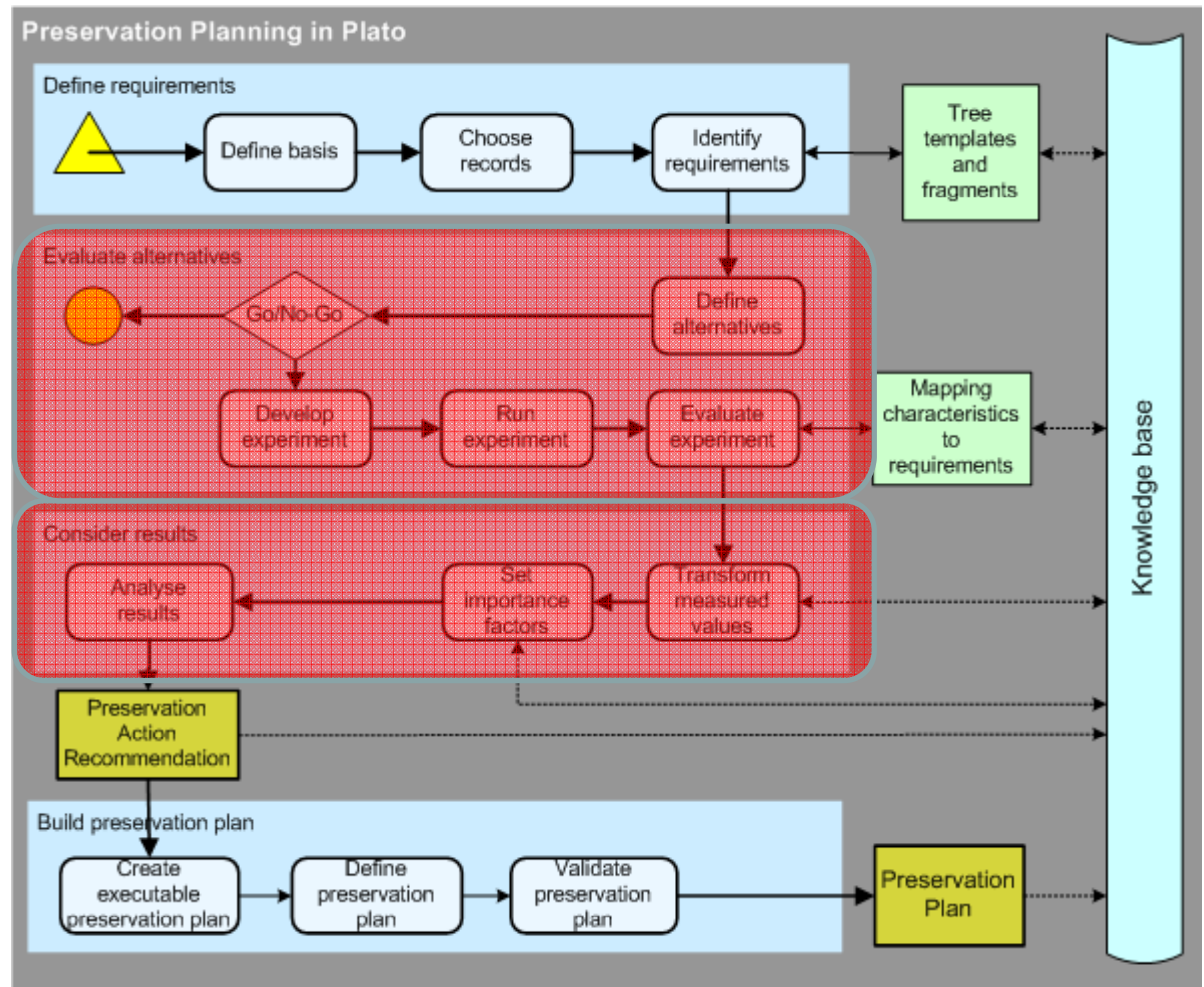 Preservation Planning in Plato
Define requirements
Define basis
Choose
records
Identify
requirements
Tree
templates
and
fragments
Evaluate alternatives
Go/No-Go
Define
alternatives
Develop
experiment
Run
experiment
Evaluate
experiment
Mapping
characteristics
to
requirements
Knowledge base
Consider results
Analyse
results
Set
importance
factors
Transform
measured
values
Preservation
Action
Recommendation
Build preservation plan
Create
executable
preservation plan
Define
preservation
plan
Validate
preservation
plan
Preservation
Plan